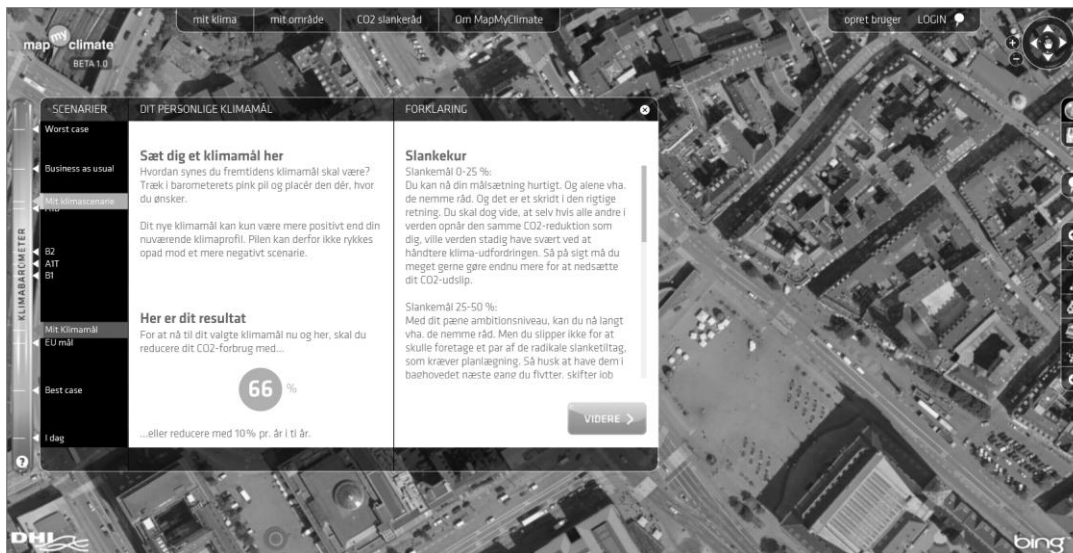 mit klima
mit område
CO2 slankeråd
Om MapMyClimate
opret bruger
LOGIN
map my climate
BETA 1.0
SCENARIER
DIT PERSONLIGE KLIMAMÅL
FORKLARING
KLIMABAROMETER
Worst case
Business as usual
Mit klimascenarie
B2
A1T
B1
Mit Klimamål
EU mål
Best case
I dag
?
Sæt dig et klimamål her
Hvordan synes du fremtidens klimamål skal være?
Træk i barometerets pink pil og placér den dér, hvor
du ønsker.
Dit nye klimamål kan kun være mere positivt end din
nuværende klimaprofil. Pilen kan derfor ikke rykkes
opad mod et mere negativt scenarie.
Her er dit resultat
For at nå til dit valgte klimamål nu og her, skal du
reducere dit CO2-forbrug med...
66 %
...eller reducere med 10% pr. år i ti år.
Slankekur
Slankemål 0-25 %:
Du kan nå din målsætning hurtigt. Og alene vha.
de nemme råd. Og det er et skridt i den rigtige
retning. Du skal dog vide, at selv hvis alle andre i
verden opnår den samme CO2-reduktion som
dig, ville verden stadig have svært ved at
håndtere klima-udfordringen. Så på sigt må du
meget gerne gøre endnu mere for at nedsætte
dit CO2-udslip.
Slankemål 25-50 %:
Med dit pæne ambitionsniveau, kan du nå langt
vha. de nemme råd. Men du slipper ikke for at
skulle foretage et par af de radikale slanketiltag,
som kræver planlægning. Så husk at have dem i
baghovedet næste gang du flytter, skifter job
VIDERE >
DHI
bing